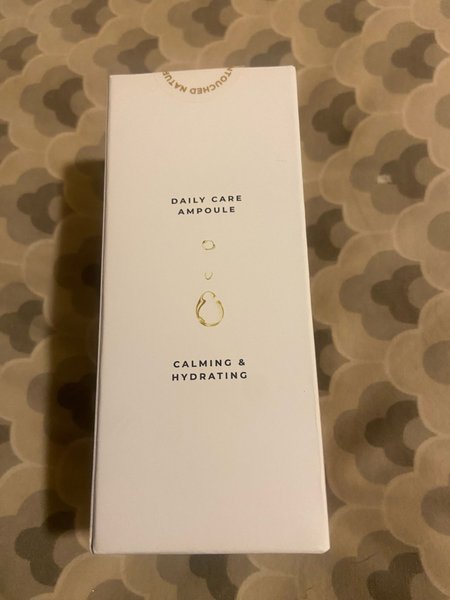 UNTOUCHED NATU
DAILY CARE
AMPOULE
CALMING &
HYDRATING